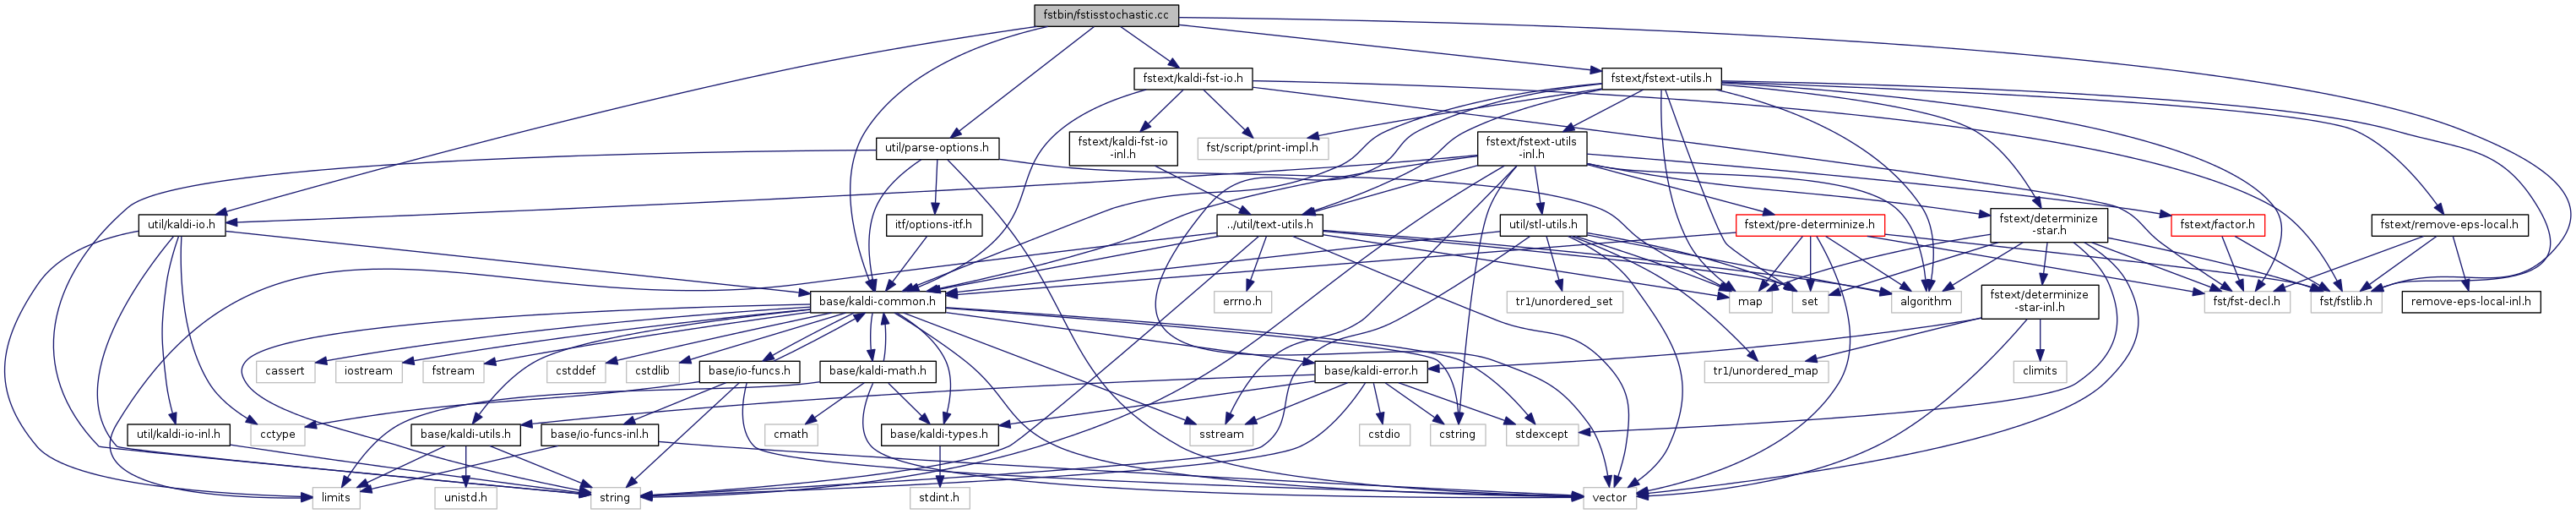 fstbin/fstisstochastic.cc
fstext/kaldi-fst-io.h
fstext/fstext-utils.h
util/parse-options.h
fstext/kaldi-fst-io
-inl.h
fst/script/print-impl.h
fstext/fstext-utils
-inl.h
util/kaldi-io.h
itf/options-itf.h
../util/text-utils.h
util/stl-utils.h
fstext/pre-determinize.h
fstext/determinize
-star.h
fstext/factor.h
fstext/remove-eps-local.h
base/kaldi-common.h
errno.h
tr1/unordered_set
map
set
algorithm
fstext/determinize
-star-inl.h
fst/fst-decl.h
fst/fstlib.h
remove-eps-local-inl.h
cassert
iostream
fstream
cstddef
cstdlib
base/io-funcs.h
base/kaldi-math.h
base/kaldi-error.h
tr1/unordered_map
climits
util/kaldi-io-inl.h
cctype
base/kaldi-utils.h
base/io-funcs-inl.h
cmath
base/kaldi-types.h
sstream
cstdio
cstring
stdexcept
limits
unistd.h
string
stdint.h
vector